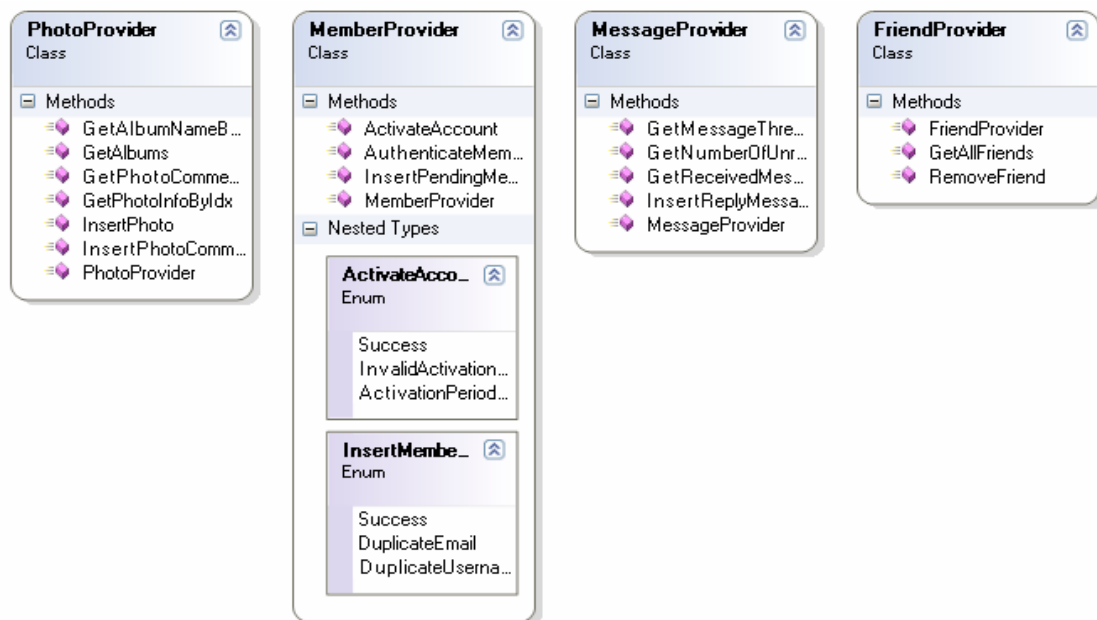 PhotoProvider
Class
Methods
GetAlbumNameB...
GetAlbums
GetPhotoComme...
GetPhotoInfoByIdx
InsertPhoto
InsertPhotoComm...
PhotoProvider
MemberProvider
Class
Methods
ActivateAccount
AuthenticateMem...
InsertPendingMe...
MemberProvider
Nested Types
ActivateAcco...
Enum
Success
InvalidActivation...
ActivationPeriod...
InsertMembe...
Enum
Success
DuplicateEmail
DuplicateUserna...
MessageProvider
Class
Methods
GetMessageThre...
GetNumberOfUnr...
GetReceivedMes...
InsertReplyMessa...
MessageProvider
FriendProvider
Class
Methods
FriendProvider
GetAllFriends
RemoveFriend